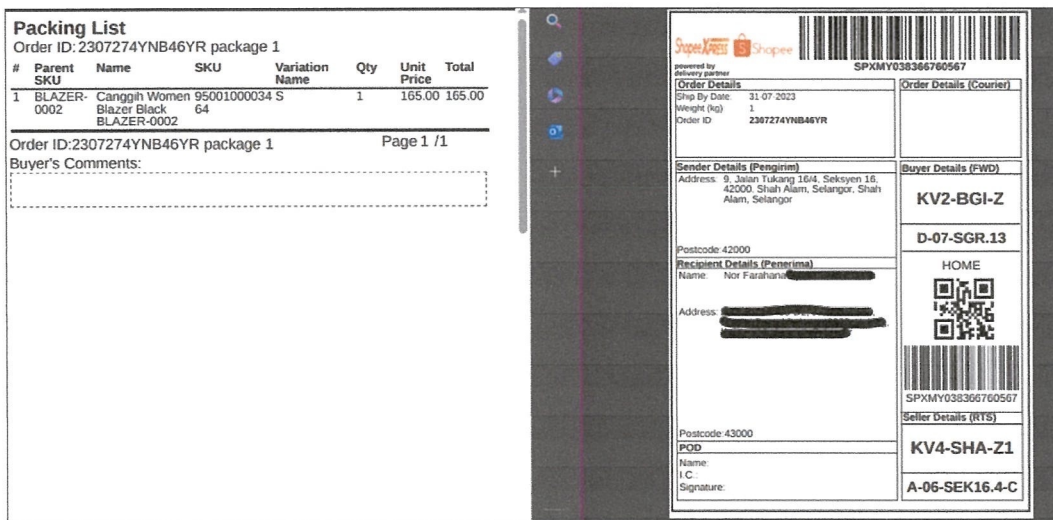 Packing List
Order ID: 2307274YNB46YR package 1
# Parent SKU Name SKU Variation Name Qty Unit Price Total
1 BLAZER-0002 Canggih Women Blazer Black BLAZER-0002 9500100003464 S 1 165.00 165.00
Order ID:2307274YNB46YR package 1 Page 1 /1
Buyer's Comments:
Shopee XPRESS Shopee
powered by
delivery partner
SPXMY038366760567
Order Details
Ship By Date: 31-07-2023
Weight (kg) 1
Order ID 2307274YNB46YR
Order Details (Courier)
Sender Details (Pengirim)
Address: 9, Jalan Tukang 16/4, Seksyen 16,
42000. Shah Alam, Selangor, Shah
Alam, Selangor
Postcode: 42000
Recipient Details (Penerima)
Name: Nor Farahana
Address:
Postcode: 43000
POD
Name:
I.C.:
Signature:
Buyer Details (FWD)
KV2-BGI-Z
D-07-SGR.13
HOME
SPXMY038366760567
Seller Details (RTS)
KV4-SHA-Z1
A-06-SEK16.4-C